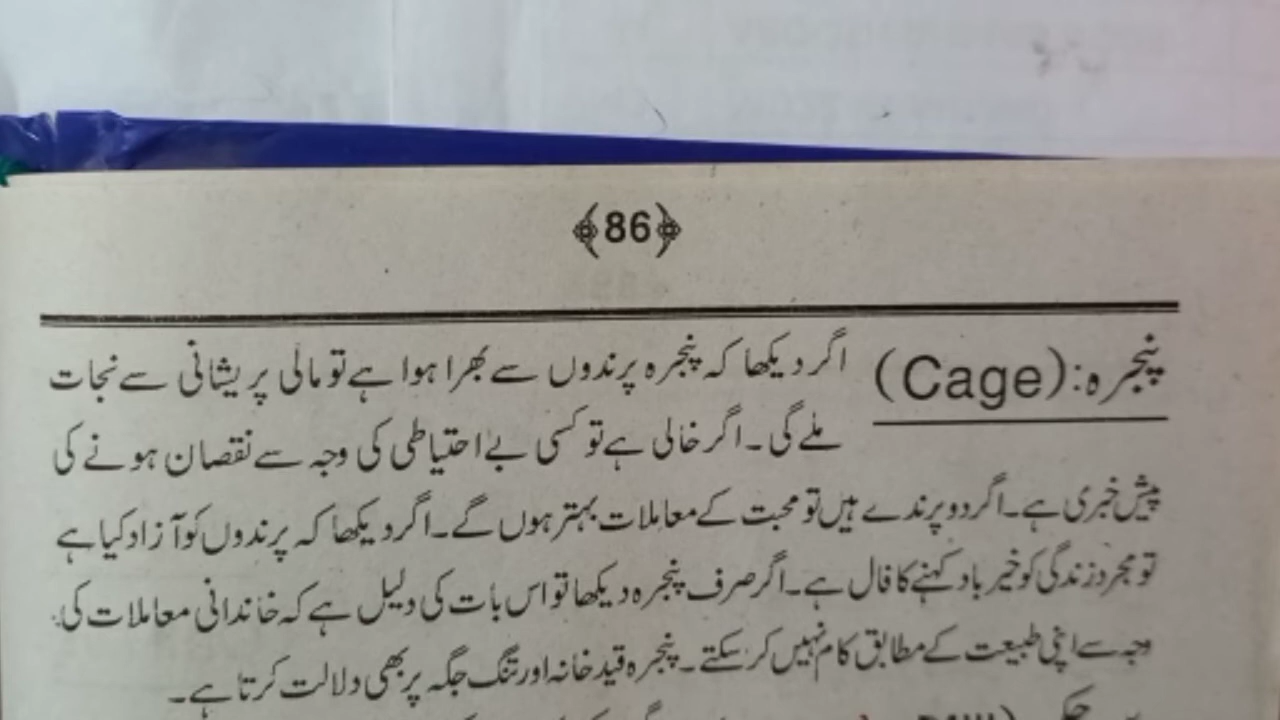 86
پنجرہ:(Cage) اگر دیکھا کہ پنجرہ پرندوں سے بھرا ہوا ہے تو مالی پریشانی سے نجات
ملے گی۔ اگر خالی ہے تو کسی بے احتیاطی کی وجہ سے نقصان ہونے کی
پیش خبری ہے۔ اگر دو پرندے ہیں تو محبت کے معاملات بہتر ہوں گے۔ اگر دیکھا کہ پرندوں کو آزاد کیا ہے
تو مجرد زندگی کو خیر باد کہنے کا فال ہے۔ اگر صرف پنجرہ دیکھا تو اس بات کی دلیل ہے کہ خاندانی معاملات کی
وجہ سے اپنی طبیعت کے مطابق کام نہیں کر سکتے۔ پنجرہ قید خانہ اور تنگ جگہ پر بھی دلالت کرتا ہے۔